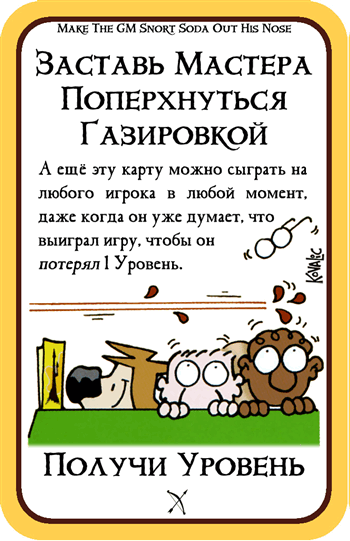 Make The GM Snort Soda Out His Nose
Заставь Мастера
Поперхнуться
Газировкой
А ещё эту карту можно сыграть на
любого игрока в любой момент,
даже когда он уже думает, что
выиграл игру, чтобы он
потерял 1 Уровень.
Kovalic
Получи Уровень